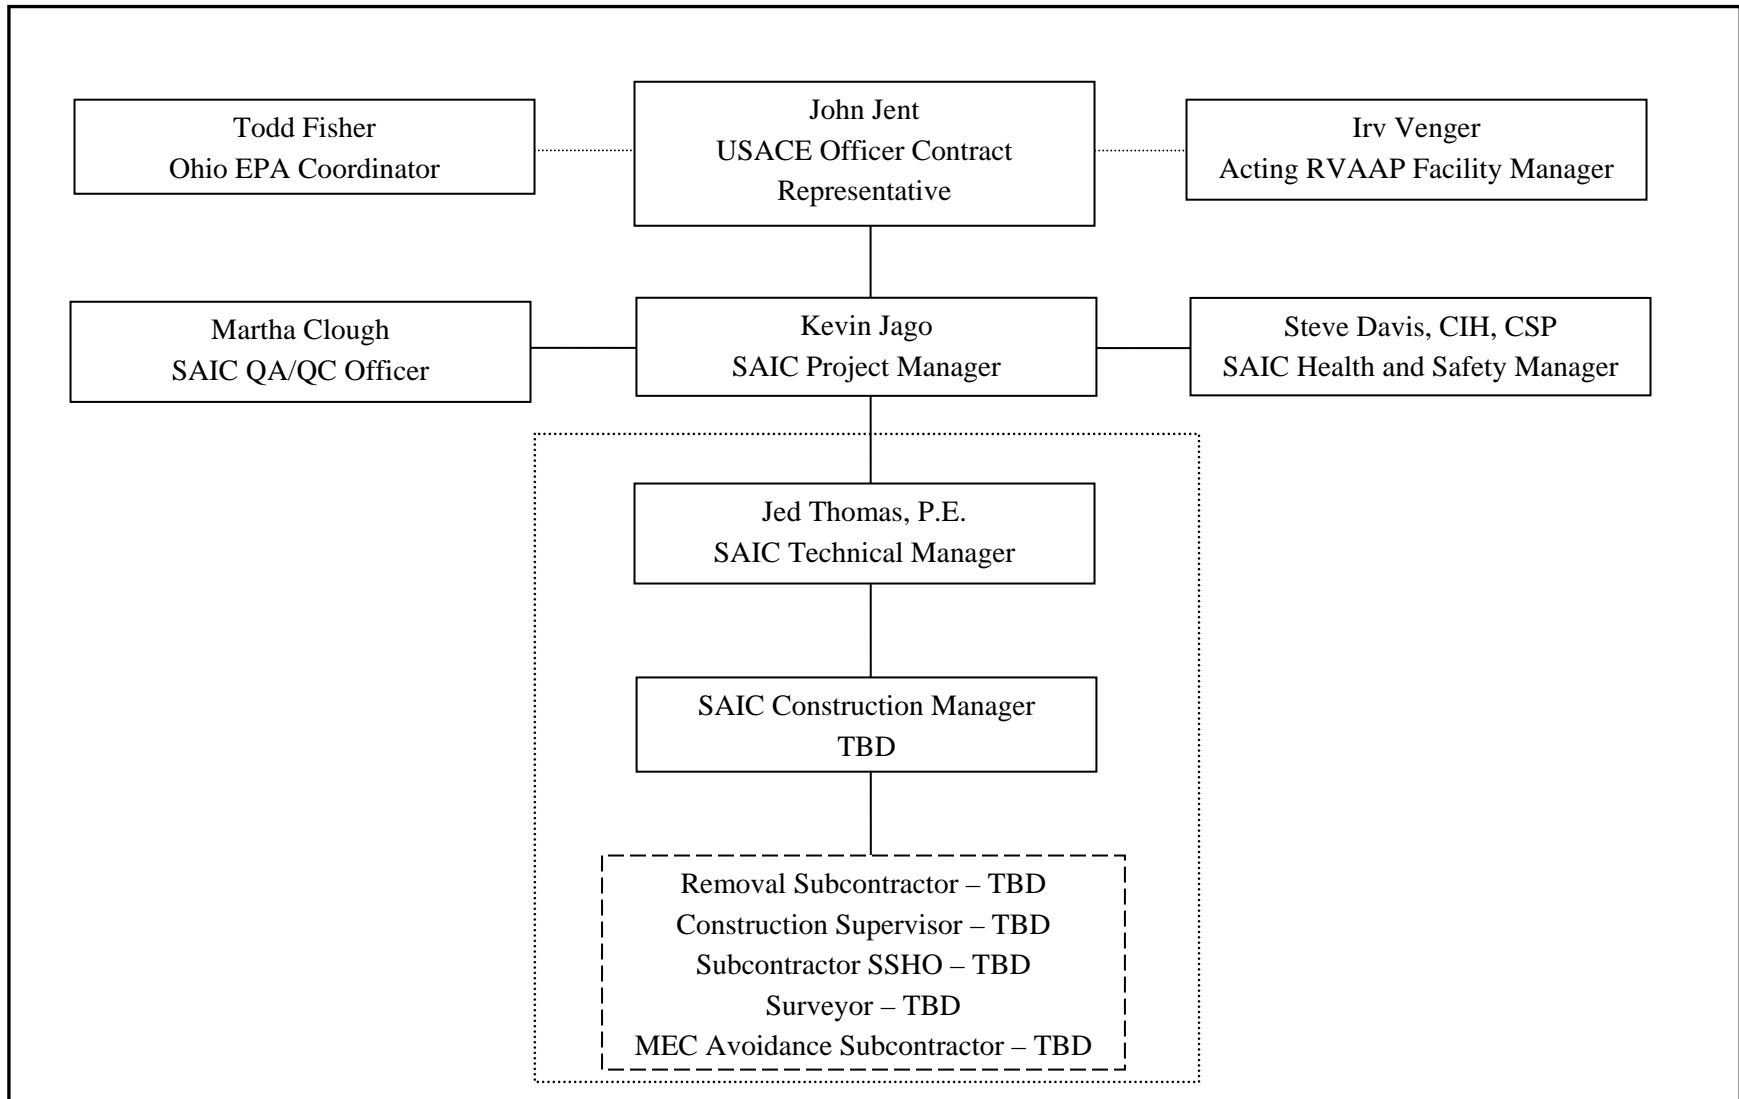 Todd Fisher
Ohio EPA Coordinator
John Jent
USACE Officer Contract
Representative
Irv Venger
Acting RVAAP Facility Manager
Martha Clough
SAIC QA/QC Officer
Kevin Jago
SAIC Project Manager
Steve Davis, CIH, CSP
SAIC Health and Safety Manager
Jed Thomas, P.E.
SAIC Technical Manager
SAIC Construction Manager
TBD
Removal Subcontractor – TBD
Construction Supervisor – TBD
Subcontractor SSHO – TBD
Surveyor – TBD
MEC Avoidance Subcontractor – TBD